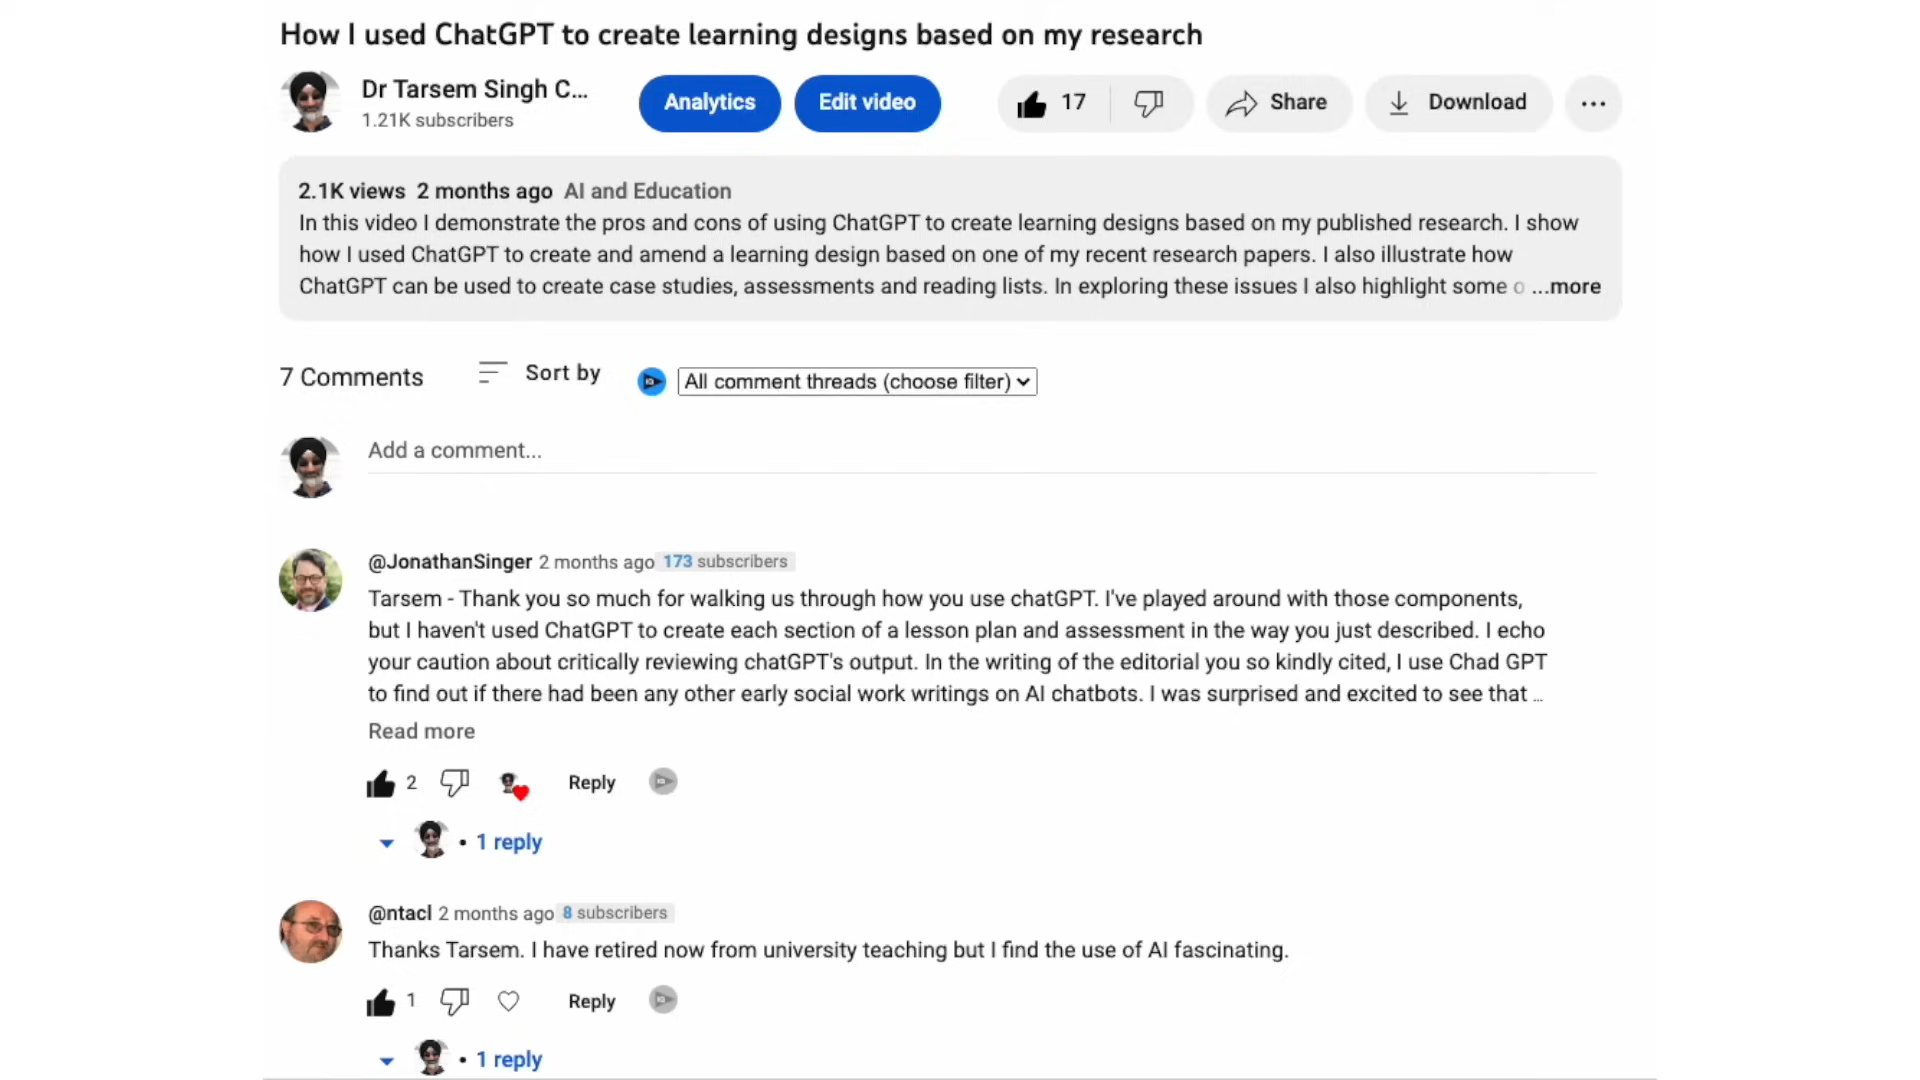 How I used ChatGPT to create learning designs based on my research
Dr Tarsem Singh C...
1.21K subscribers
Analytics
Edit video
17
Share
Download
2.1K views 2 months ago AI and Education
In this video I demonstrate the pros and cons of using ChatGPT to create learning designs based on my published research. I show
how I used ChatGPT to create and amend a learning design based on one of my recent research papers. I also illustrate how
ChatGPT can be used to create case studies, assessments and reading lists. In exploring these issues I also highlight some o ...more
7 Comments
Sort by
All comment threads (choose filter)
Add a comment...
@JonathanSinger 2 months ago 173 subscribers
Tarsem - Thank you so much for walking us through how you use chatGPT. I've played around with those components,
but I haven't used ChatGPT to create each section of a lesson plan and assessment in the way you just described. I echo
your caution about critically reviewing chatGPT's output. In the writing of the editorial you so kindly cited, I use Chad GPT
to find out if there had been any other early social work writings on AI chatbots. I was surprised and excited to see that ...
Read more
2
Reply
• 1 reply
@ntacl 2 months ago 8 subscribers
Thanks Tarsem. I have retired now from university teaching but I find the use of AI fascinating.
1
Reply
• 1 reply